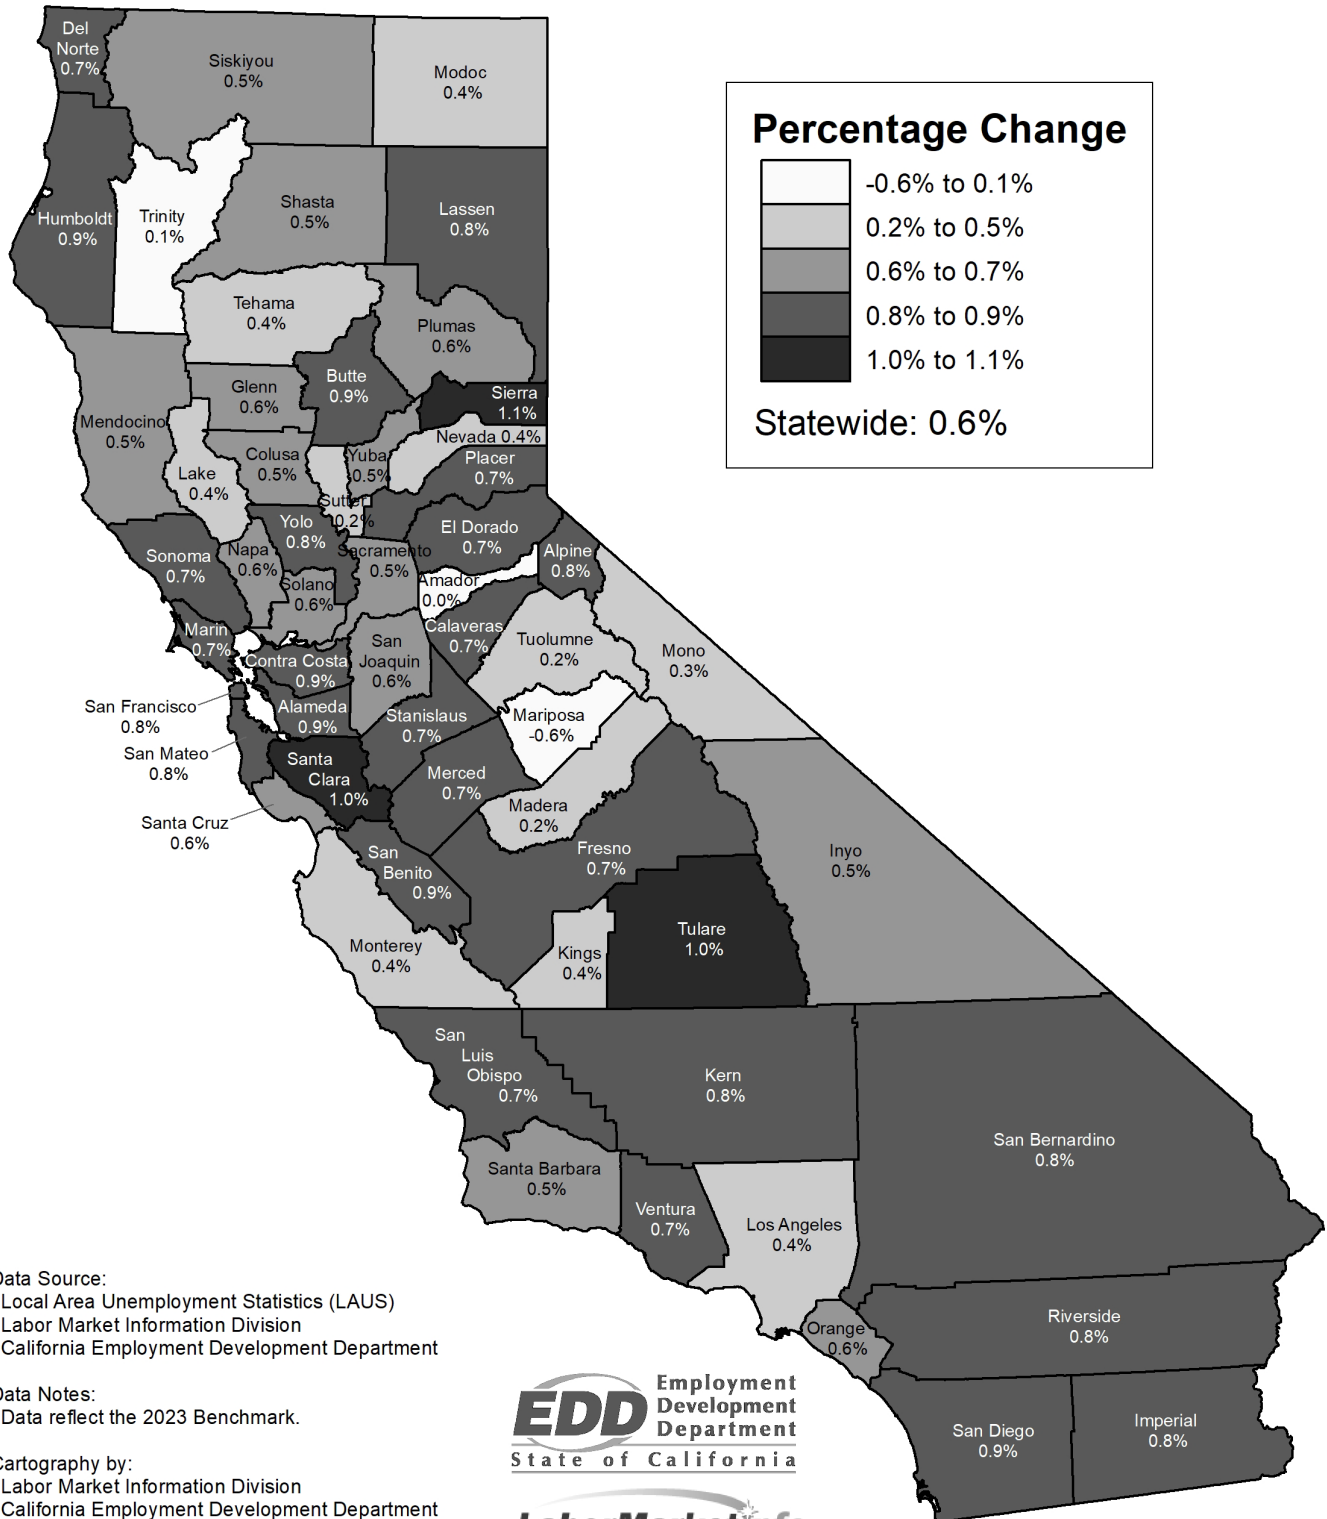 Del
Norte
0.7%
Siskiyou
0.5%
Modoc
0.4%
Percentage Change
-0.6% to 0.1%
0.2% to 0.5%
0.6% to 0.7%
0.8% to 0.9%
1.0% to 1.1%
Statewide: 0.6%
Humboldt
0.9%
Trinity
0.1%
Shasta
0.5%
Lassen
0.8%
Tehama
0.4%
Plumas
0.6%
Butte
0.9%
Glenn
0.6%
Sierra
1.1%
Mendocino
0.5%
Nevada 0.4%
Lake
0.4%
Colusa
0.5%
Yuba
0.5%
Placer
0.7%
Sutter
0.2%
Yolo
0.8%
El Dorado
0.7%
Sonoma
0.7%
Napa
0.6%
Sacramento
0.5%
Alpine
0.8%
Solano
0.6%
Amador
0.0%
Marin
0.7%
Calaveras
0.7%
Tuolumne
0.2%
Mono
0.3%
Contra Costa
0.9%
San
Joaquin
0.6%
San Francisco
0.8%
Alameda
0.9%
Stanislaus
0.7%
Mariposa
-0.6%
San Mateo
0.8%
Santa
Clara
1.0%
Merced
0.7%
Madera
0.2%
Santa Cruz
0.6%
San
Benito
0.9%
Fresno
0.7%
Inyo
0.5%
Monterey
0.4%
Kings
0.4%
Tulare
1.0%
San
Luis
Obispo
0.7%
Kern
0.8%
San Bernardino
0.8%
Santa Barbara
0.5%
Ventura
0.7%
Los Angeles
0.4%
Orange
0.6%
Riverside
0.8%
San Diego
0.9%
Imperial
0.8%
Data Source:
Local Area Unemployment Statistics (LAUS)
Labor Market Information Division
California Employment Development Department
Data Notes:
Data reflect the 2023 Benchmark.
Cartography by:
Labor Market Information Division
California Employment Development Department
EDD
Employment
Development
Department
State of California